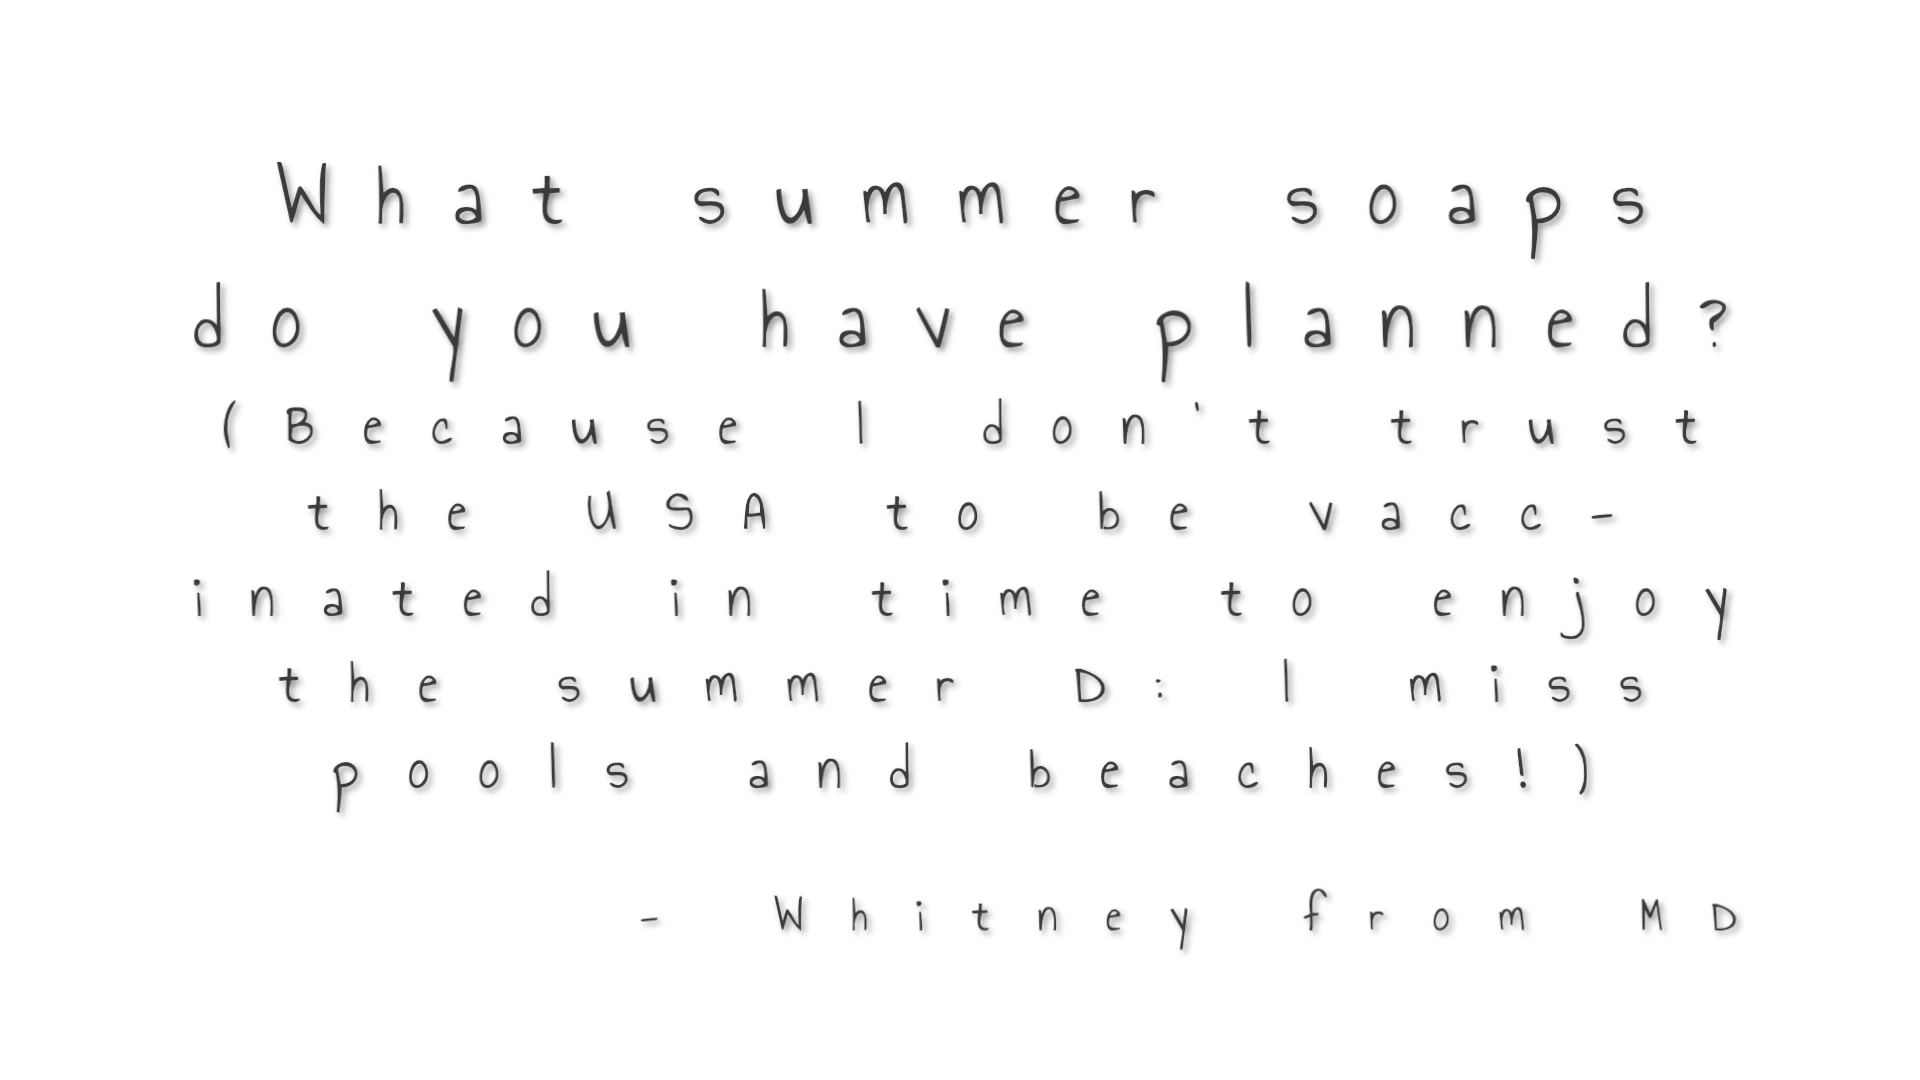 What summer soaps
do you have planned?
(Because I don't trust
the USA to be vacc-
inated in time to enjoy
the summer D: I miss
pools and beaches!)
- Whitney from MD